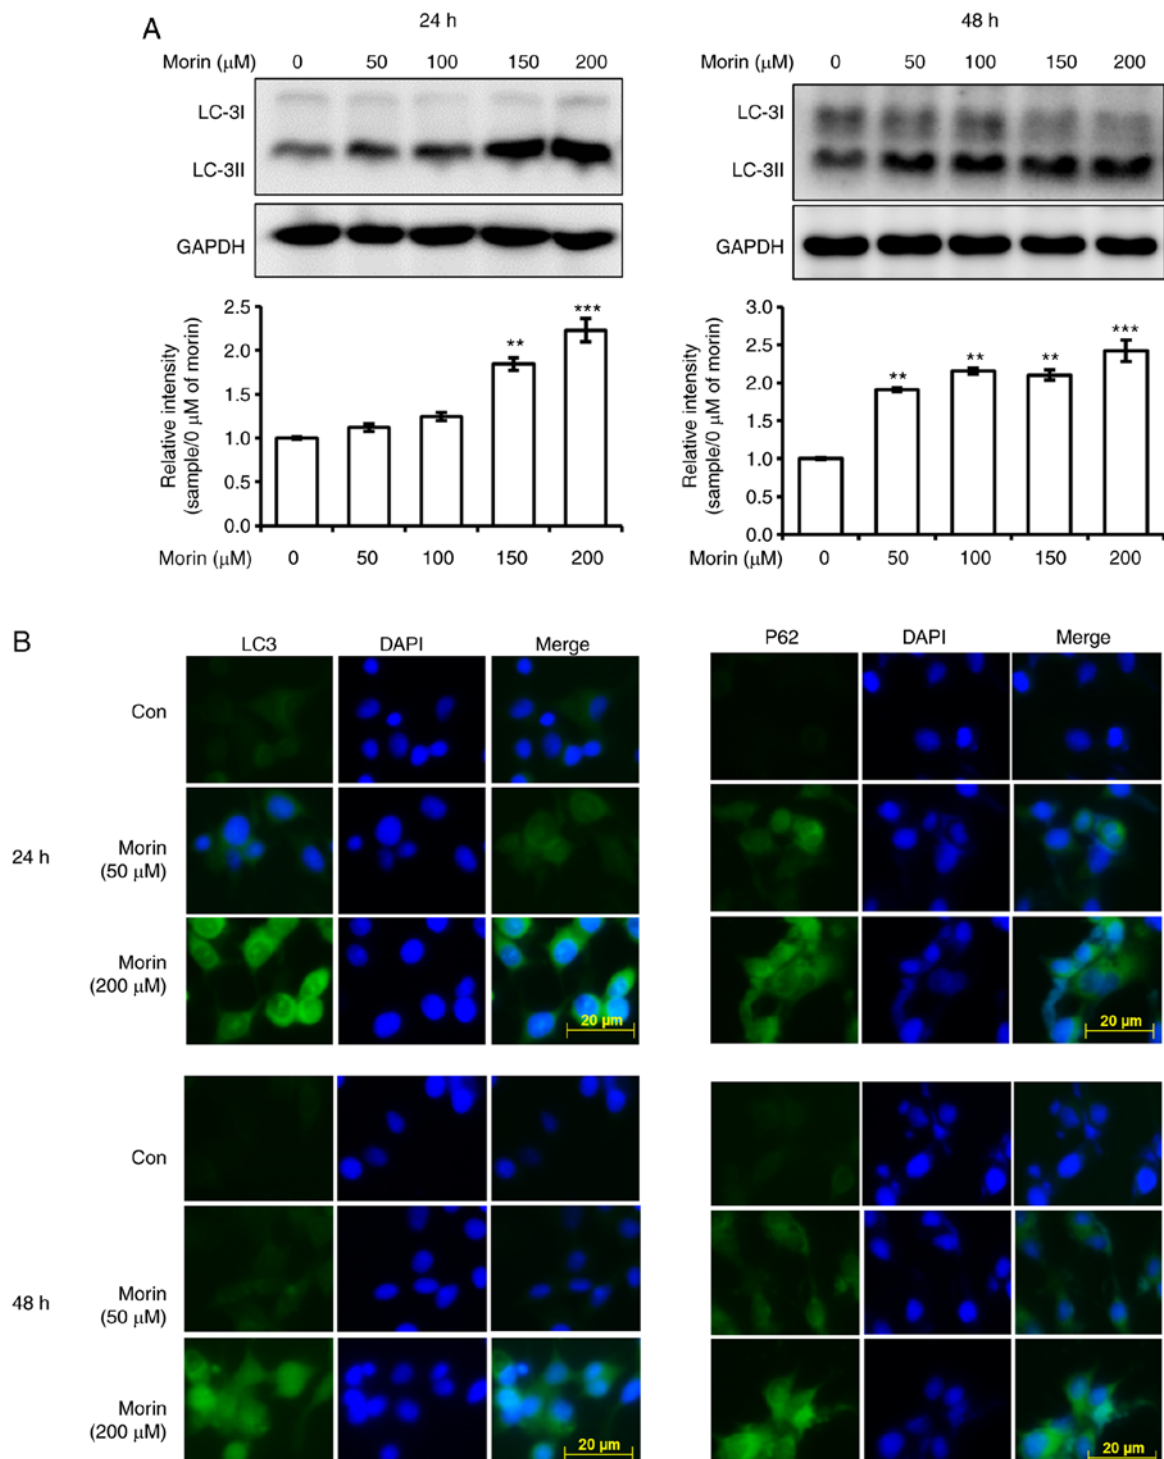 A
24 h
Morin (μM) 0 50 100 150 200
LC-3I
LC-3II
GAPDH
2.5
2.0
1.5
1.0
0.5
0.0
Relative intensity
(sample/0 μM of morin)
**
***
Morin (μM) 0 50 100 150 200
48 h
Morin (μM) 0 50 100 150 200
LC-3I
LC-3II
GAPDH
3.0
2.5
2.0
1.5
1.0
0.5
0.0
Relative intensity
(sample/0 μM of morin)
**
**
**
***
Morin (μM) 0 50 100 150 200
B
LC3 DAPI Merge
P62 DAPI Merge
24 h
Con
Morin
(50 μM)
Morin
(200 μM)
20 μm
20 μm
48 h
Con
Morin
(50 μM)
Morin
(200 μM)
20 μm
20 μm